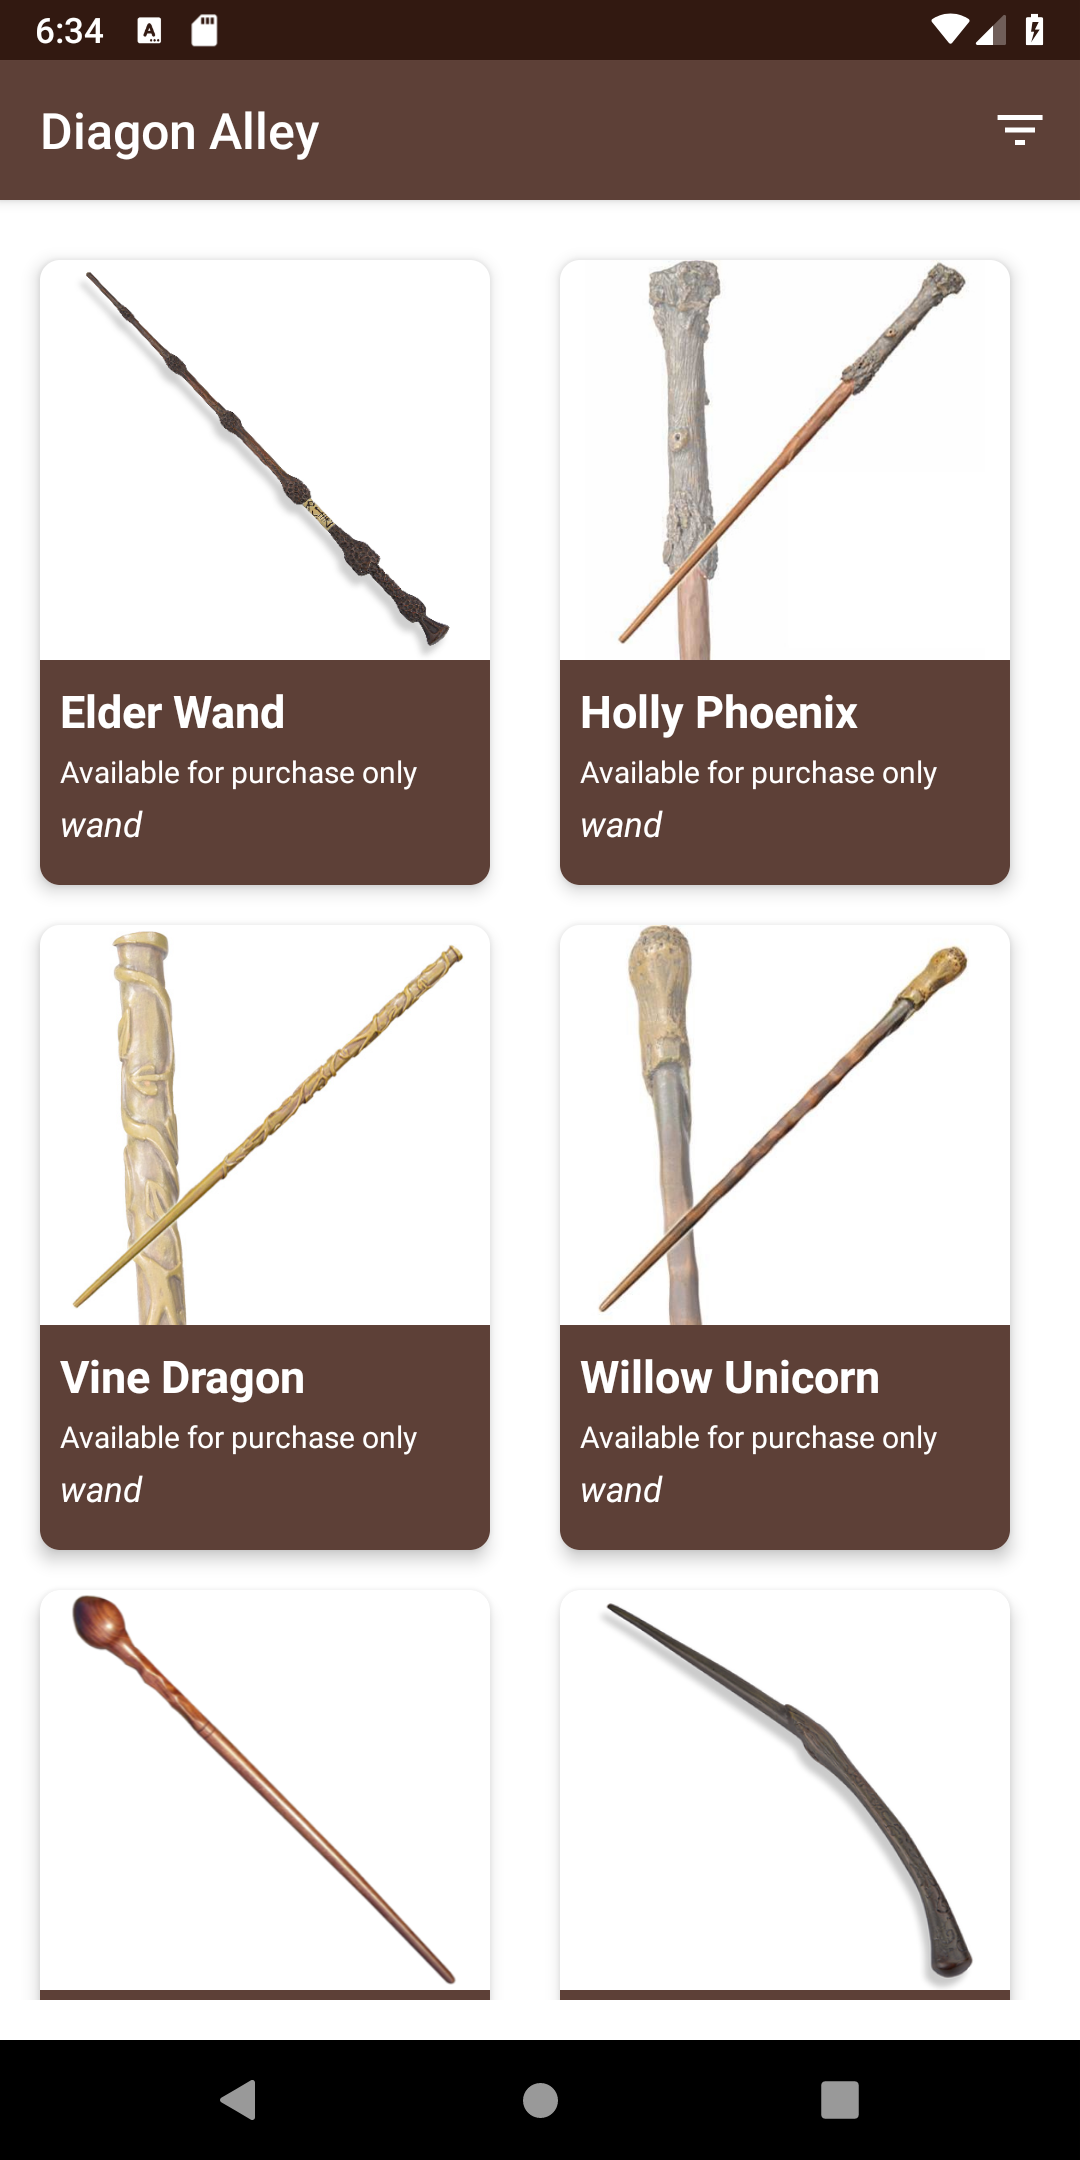 6:34
Diagon Alley
Elder Wand
Available for purchase only
wand
Holly Phoenix
Available for purchase only
wand
Vine Dragon
Available for purchase only
wand
Willow Unicorn
Available for purchase only
wand